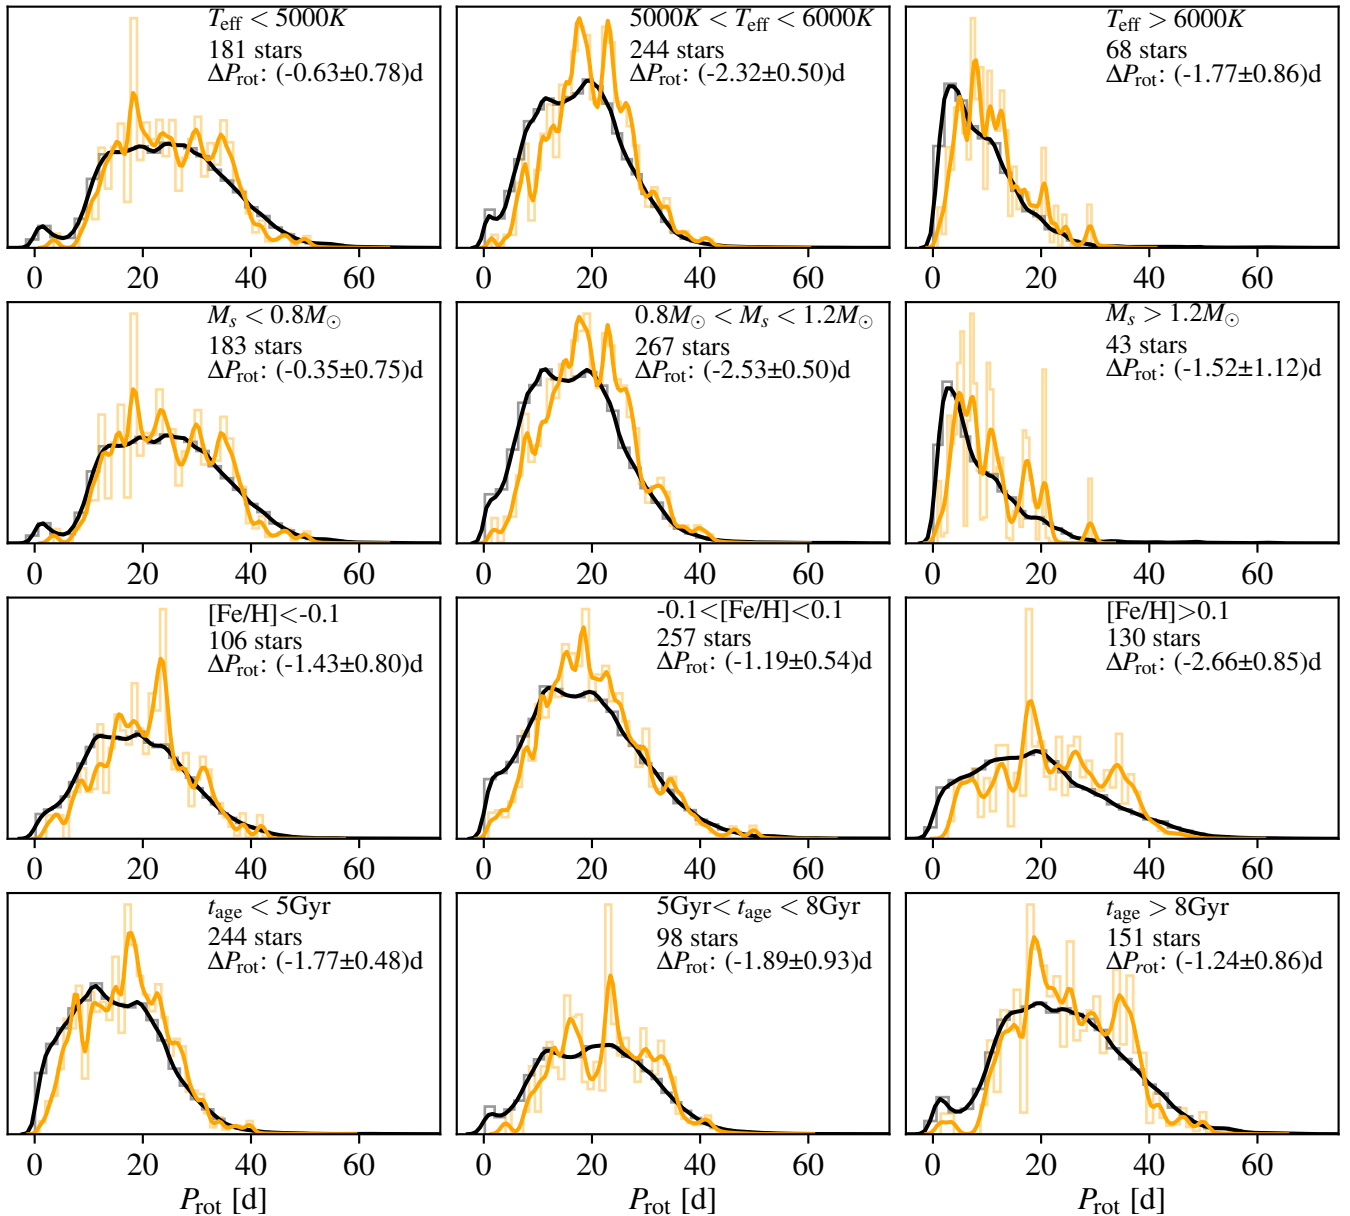 T_eff < 5000K
181 stars
ΔP_rot: (-0.63±0.78)d
5000K < T_eff < 6000K
244 stars
ΔP_rot: (-2.32±0.50)d
T_eff > 6000K
68 stars
ΔP_rot: (-1.77±0.86)d
0 20 40 60
0 20 40 60
0 20 40 60
M_s < 0.8M_⊙
183 stars
ΔP_rot: (-0.35±0.75)d
0.8M_⊙ < M_s < 1.2M_⊙
267 stars
ΔP_rot: (-2.53±0.50)d
M_s > 1.2M_⊙
43 stars
ΔP_rot: (-1.52±1.12)d
0 20 40 60
0 20 40 60
0 20 40 60
[Fe/H]<-0.1
106 stars
ΔP_rot: (-1.43±0.80)d
-0.1<[Fe/H]<0.1
257 stars
ΔP_rot: (-1.19±0.54)d
[Fe/H]>0.1
130 stars
ΔP_rot: (-2.66±0.85)d
0 20 40 60
0 20 40 60
0 20 40 60
t_age < 5Gyr
244 stars
ΔP_rot: (-1.77±0.48)d
5Gyr< t_age < 8Gyr
98 stars
ΔP_rot: (-1.89±0.93)d
t_age > 8Gyr
151 stars
ΔP_rot: (-1.24±0.86)d
0 20 40 60
0 20 40 60
0 20 40 60
P_rot [d]
P_rot [d]
P_rot [d]